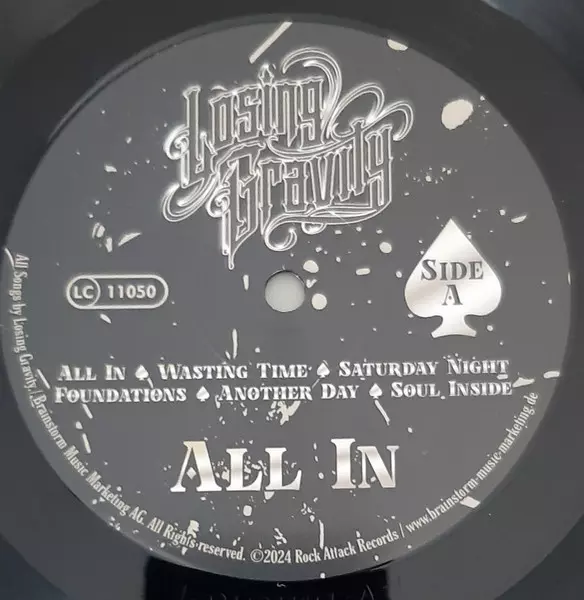 Losing
Gravity
LC 11050
SIDE
A
ALL IN ♠ WASTING TIME ♠ SATURDAY NIGHT
FOUNDATIONS ♠ ANOTHER DAY ♠ SOUL INSIDE
ALL IN
All Songs by Losing Gravity / Brainstorm Music Marketing AG. All Rights reserved. ©2024 Rock Attack Records / www.brainstorm-music-marketing.de